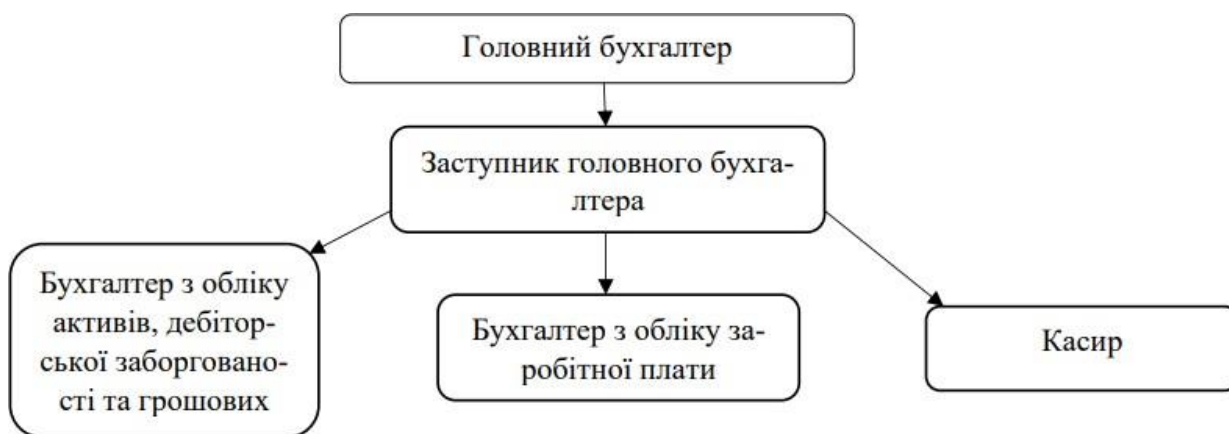 Головний бухгалтер
Заступник головного бухга-
лтера
Бухгалтер з обліку
активів, дебітор-
ської заборговано-
сті та грошових
Бухгалтер з обліку за-
робітної плати
Касир